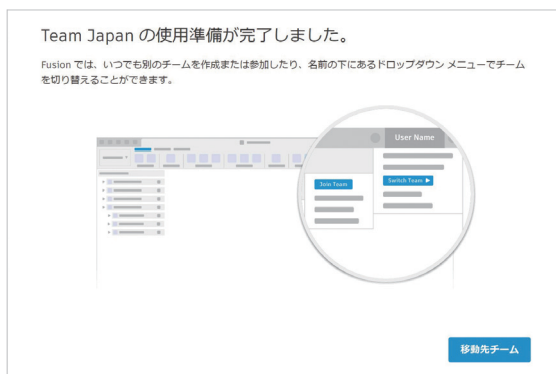 Team Japan の使用準備が完了しました。
Fusion では、いつでも別のチームを作成または参加したり、名前の下にあるドロップダウン メニューでチーム
を切り替えることができます。
User Name
Join Team
Switch Team ▶
移動先チーム